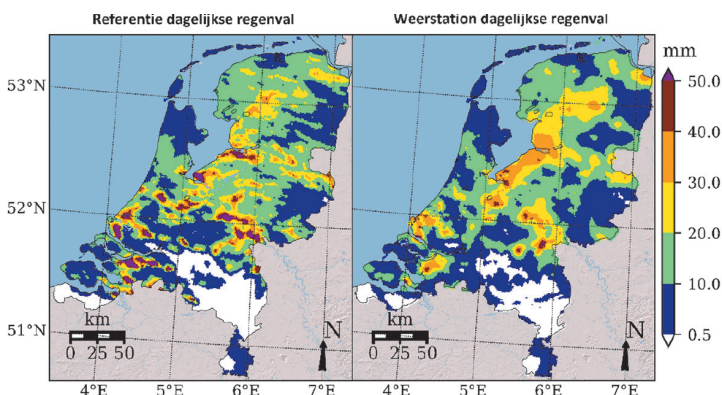 Referentie dagelijkse regenval
Weerstation dagelijkse regenval
mm
53°N
52°N
51°N
50.0
40.0
30.0
20.0
10.0
0.5
km
0 25 50
N
km
0 25 50
N
4°E 5°E 6°E 7°E
4°E 5°E 6°E 7°E